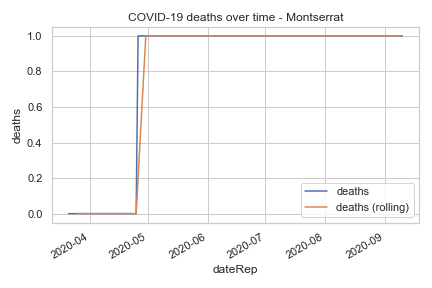 COVID-19 deaths over time - Montserrat
deaths
1.0
0.8
0.6
0.4
0.2
0.0
deaths
deaths (rolling)
2020-04
2020-05
2020-06
2020-07
2020-08
2020-09
dateRep